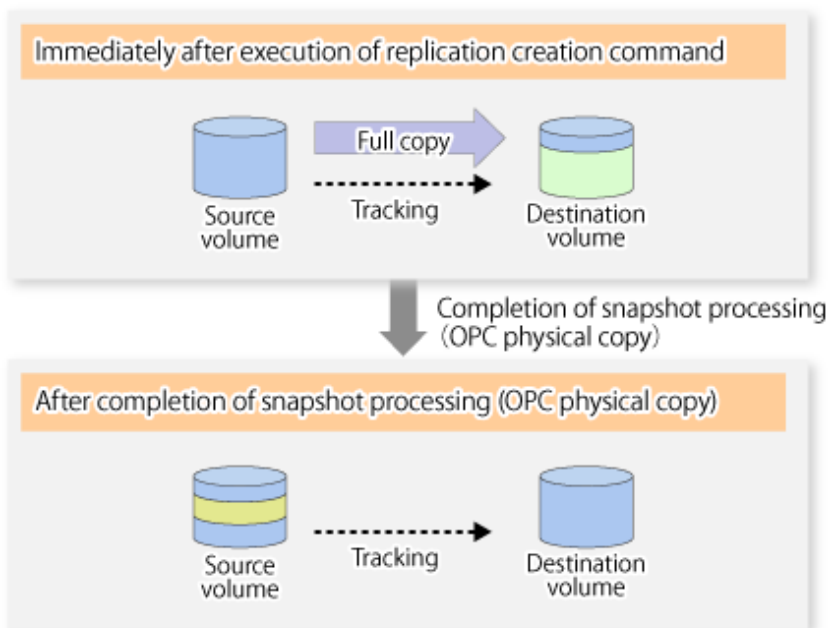 Immediately after execution of replication creation command
Full copy
Tracking
Source
volume
Destination
volume
Completion of snapshot processing
(OPC physical copy)
After completion of snapshot processing (OPC physical copy)
Tracking
Source
volume
Destination
volume